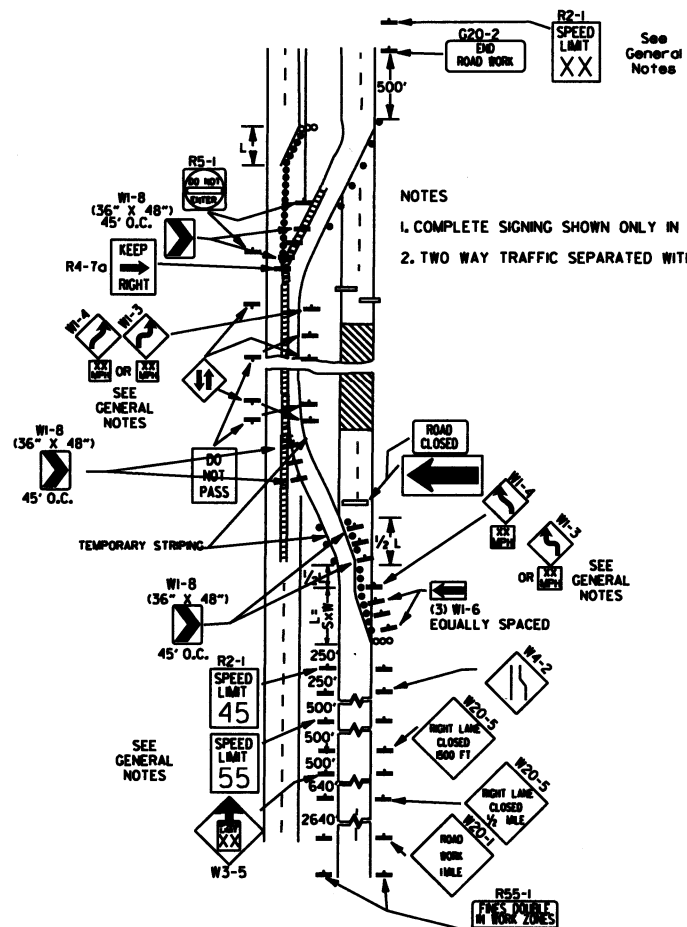 R2-1
SPEED
LIMIT
XX
See
General
Notes
G20-2
END
ROAD WORK
500'
L
R5-1
DO NOT
ENTER
W1-8
(36" X 48")
45' O.C.
KEEP
RIGHT
R4-7a
NOTES
1. COMPLETE SIGNING SHOWN ONLY IN
2. TWO WAY TRAFFIC SEPARATED WIT
W1-4
W1-3
XX
MPH
OR
XX
MPH
SEE
GENERAL
NOTES
W1-8
(36" X 48")
45' O.C.
DO
NOT
PASS
ROAD
CLOSED
TEMPORARY STRIPING
W1-4
XX
MPH
W1-3
OR
XX
MPH
SEE
GENERAL
NOTES
1/2 L
1/2 L
L=
SxW
W1-8
(36" X 48")
45' O.C.
(3) W1-6
EQUALLY SPACED
R2-1
SPEED
LIMIT
45
250'
250'
500'
500'
500'
640'
2640'
W4-2
SEE
GENERAL
NOTES
SPEED
LIMIT
55
W20-5
RIGHT LANE
CLOSED
1500 FT
W20-5
RIGHT LANE
CLOSED
1/2 MILE
XX
W3-5
W20-1
ROAD
WORK
1 MILE
R55-1
FINES DOUBLE
IN WORK ZONES